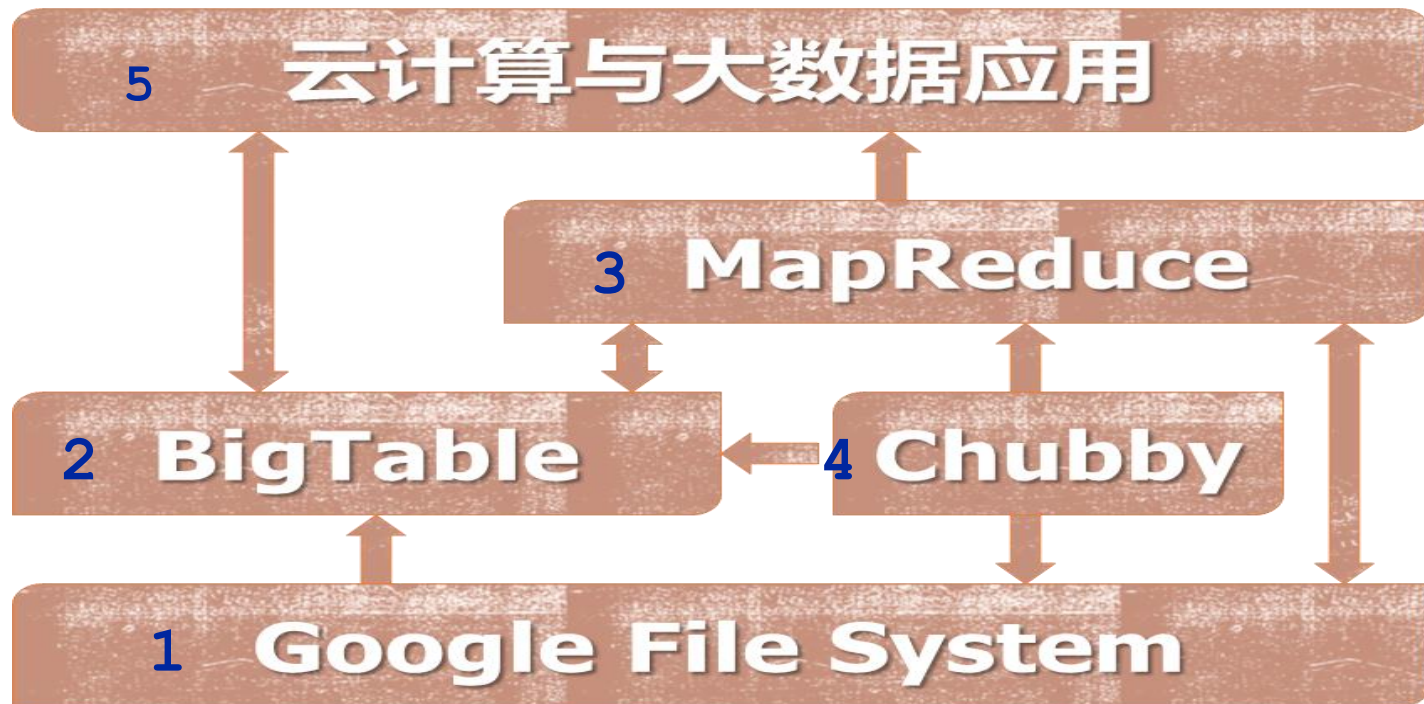 5 云计算与大数据应用
3 MapReduce
2 BigTable
4 Chubby
1 Google File System